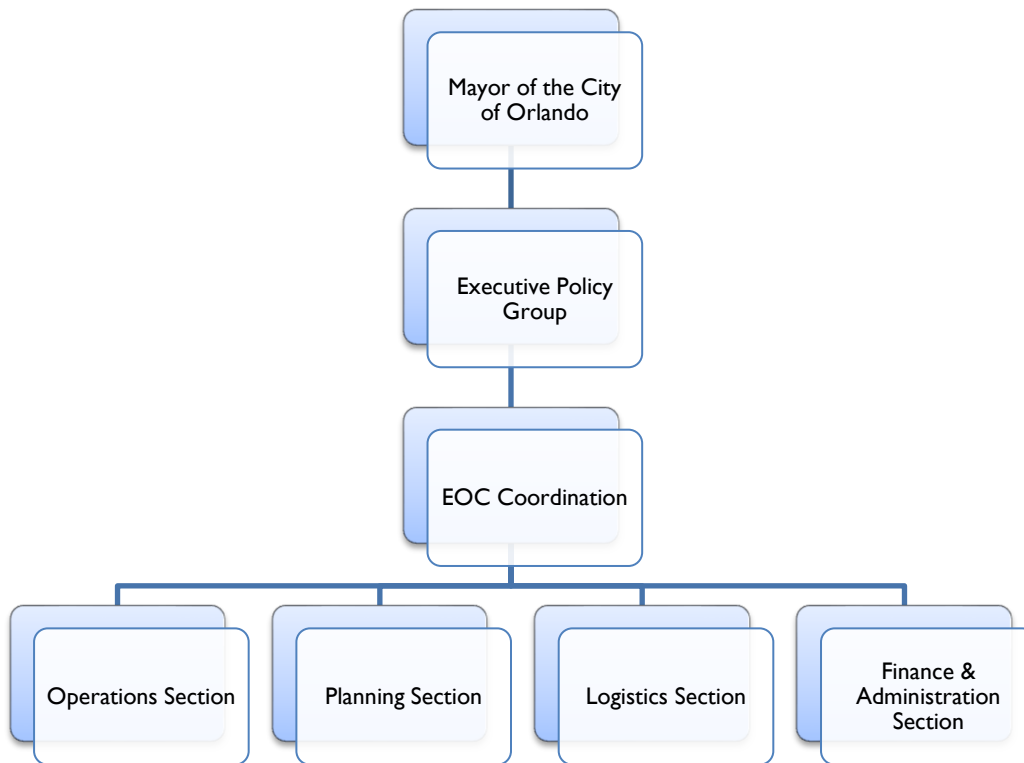 Mayor of the City
of Orlando
Executive Policy
Group
EOC Coordination
Operations Section
Planning Section
Logistics Section
Finance &
Administration
Section